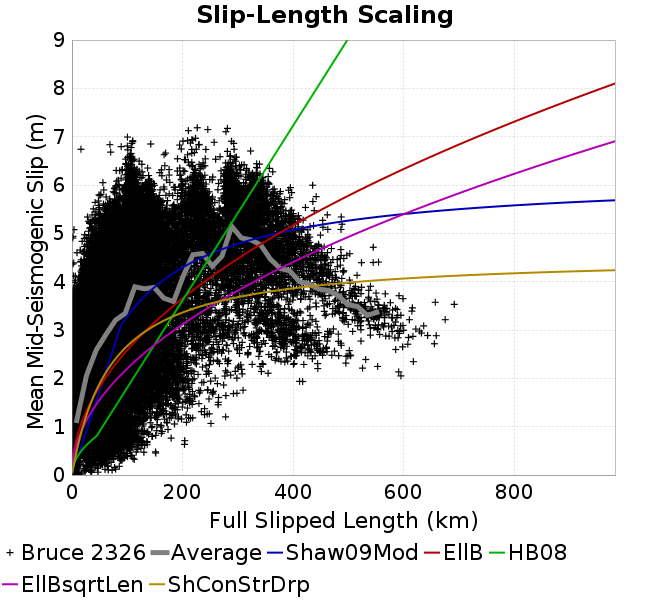 Slip-Length Scaling
Mean Mid-Seismogenic Slip (m)
9
8
7
6
5
4
3
2
1
0
0 200 400 600 800
Full Slipped Length (km)
Bruce 2326 Average Shaw09Mod EllB HB08
EllBsqrtLen ShConStrDrp